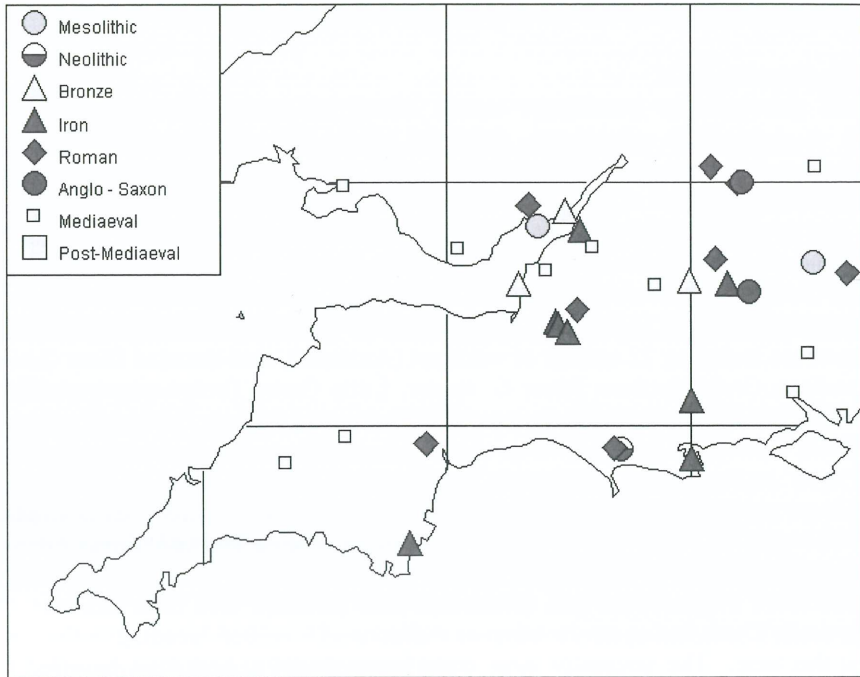 Mesolithic
Neolithic
Bronze
Iron
Roman
Anglo - Saxon
Mediaeval
Post-Mediaeval